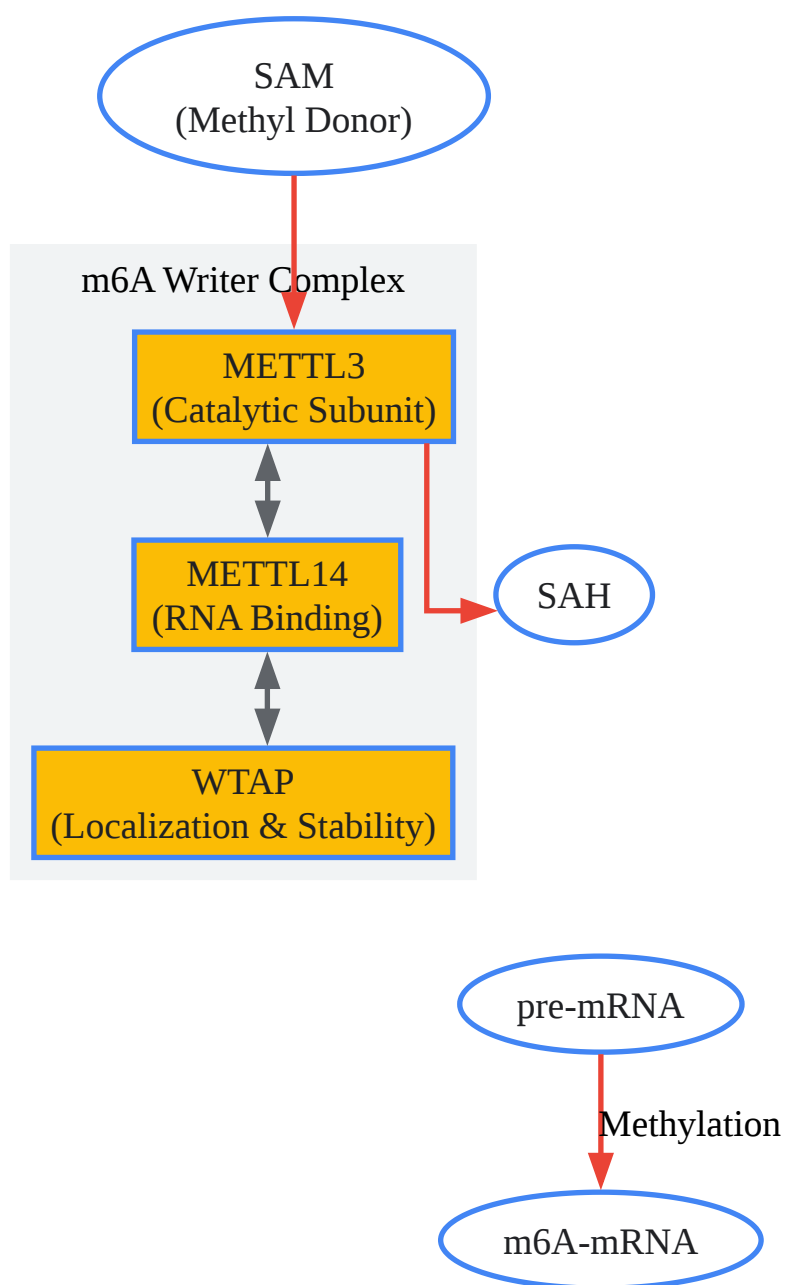 SAM
(Methyl Donor)
m6A Writer Complex
METTL3
(Catalytic Subunit)
METTL14
(RNA Binding)
SAH
WTAP
(Localization & Stability)
pre-mRNA
Methylation
m6A-mRNA